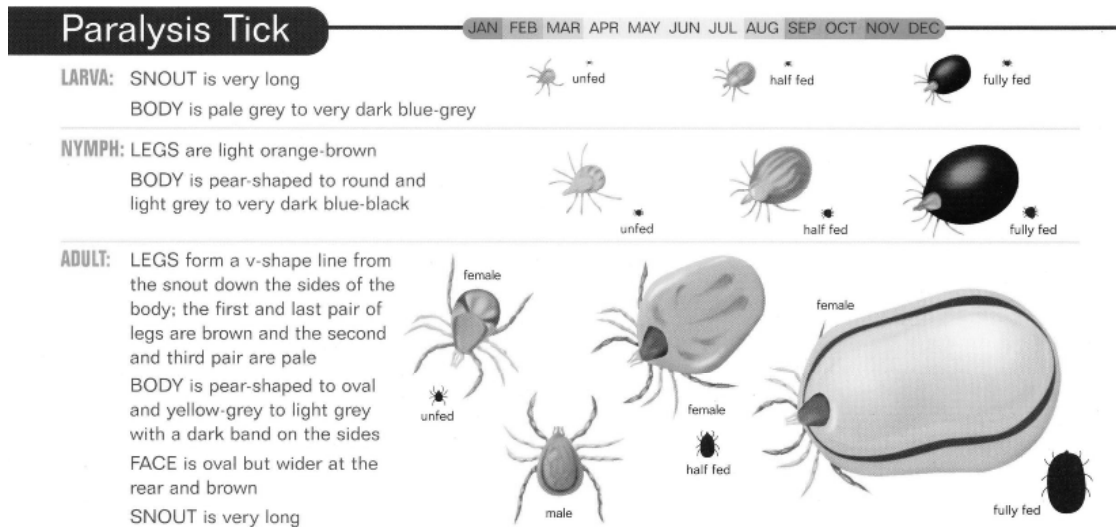 Paralysis Tick
JAN FEB MAR APR MAY JUN JUL AUG SEP OCT NOV DEC
LARVA: SNOUT is very long
BODY is pale grey to very dark blue-grey
unfed
half fed
fully fed
NYMPH: LEGS are light orange-brown
BODY is pear-shaped to round and
light grey to very dark blue-black
unfed
half fed
fully fed
ADULT: LEGS form a v-shape line from
the snout down the sides of the
body; the first and last pair of
legs are brown and the second
and third pair are pale
BODY is pear-shaped to oval
and yellow-grey to light grey
with a dark band on the sides
FACE is oval but wider at the
rear and brown
SNOUT is very long
female
unfed
male
female
half fed
female
fully fed